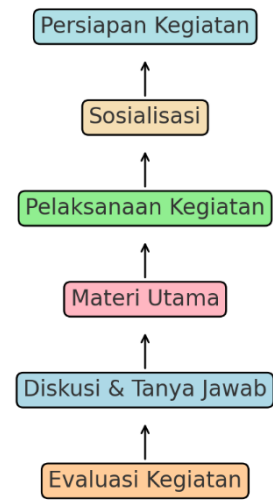 Persiapan Kegiatan
Sosialisasi
Pelaksanaan Kegiatan
Materi Utama
Diskusi & Tanya Jawab
Evaluasi Kegiatan